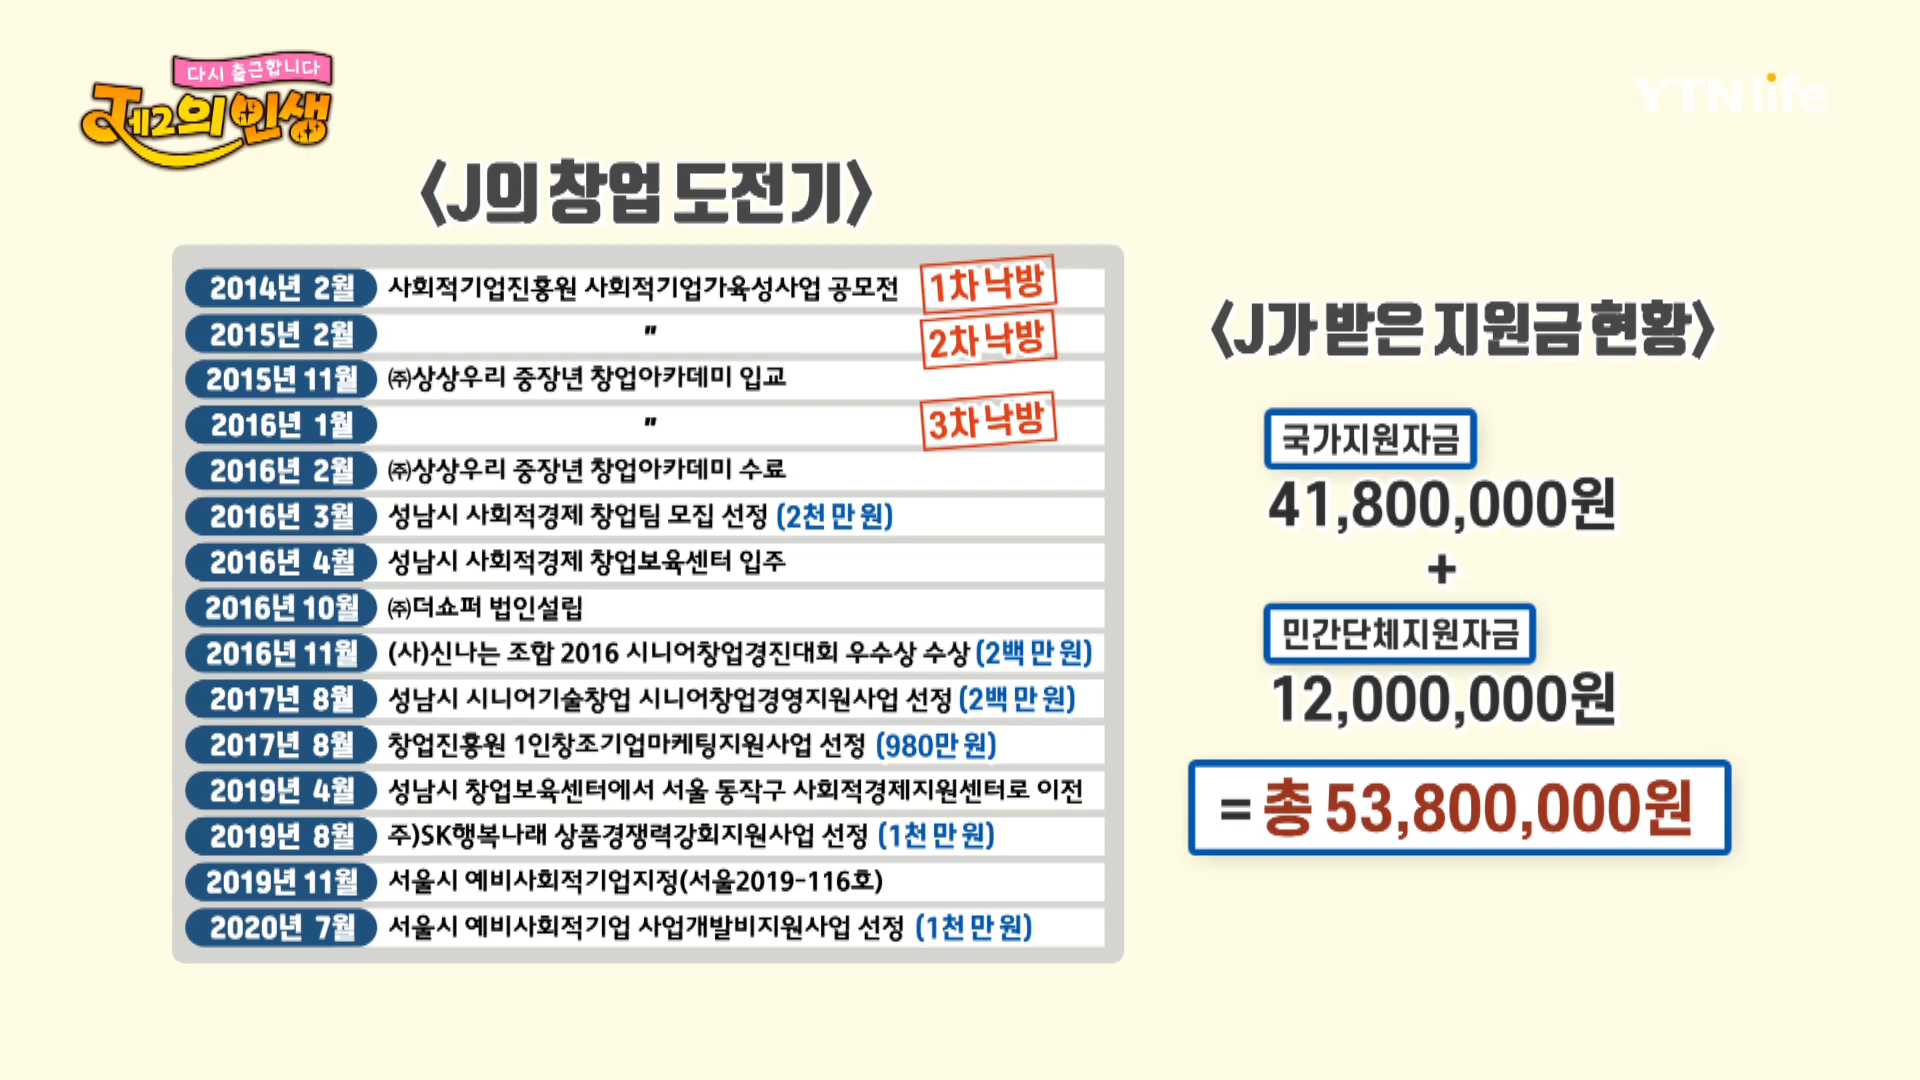 다시 출근합니다
제2의 인생
YTN life
〈J의 창업 도전기〉
2014년 2월 사회적기업진흥원 사회적기업가육성사업 공모전 1차 낙방
2015년 2월 〃 2차 낙방
2015년 11월 ㈜상상우리 중장년 창업아카데미 입교
2016년 1월 〃 3차 낙방
2016년 2월 ㈜상상우리 중장년 창업아카데미 수료
2016년 3월 성남시 사회적경제 창업팀 모집 선정 (2천 만 원)
2016년 4월 성남시 사회적경제 창업보육센터 입주
2016년 10월 ㈜더쇼퍼 법인설립
2016년 11월 (사)신나는 조합 2016 시니어창업경진대회 우수상 수상 (2백 만 원)
2017년 8월 성남시 시니어기술창업 시니어창업경영지원사업 선정 (2백 만 원)
2017년 8월 창업진흥원 1인창조기업마케팅지원사업 선정 (980만 원)
2019년 4월 성남시 창업보육센터에서 서울 동작구 사회적경제지원센터로 이전
2019년 8월 주)SK행복나래 상품경쟁력강회지원사업 선정 (1천 만 원)
2019년 11월 서울시 예비사회적기업지정(서울2019-116호)
2020년 7월 서울시 예비사회적기업 사업개발비지원사업 선정 (1천 만 원)
〈J가 받은 지원금 현황〉
국가지원자금
41,800,000원
+
민간단체지원자금
12,000,000원
= 총 53,800,000원